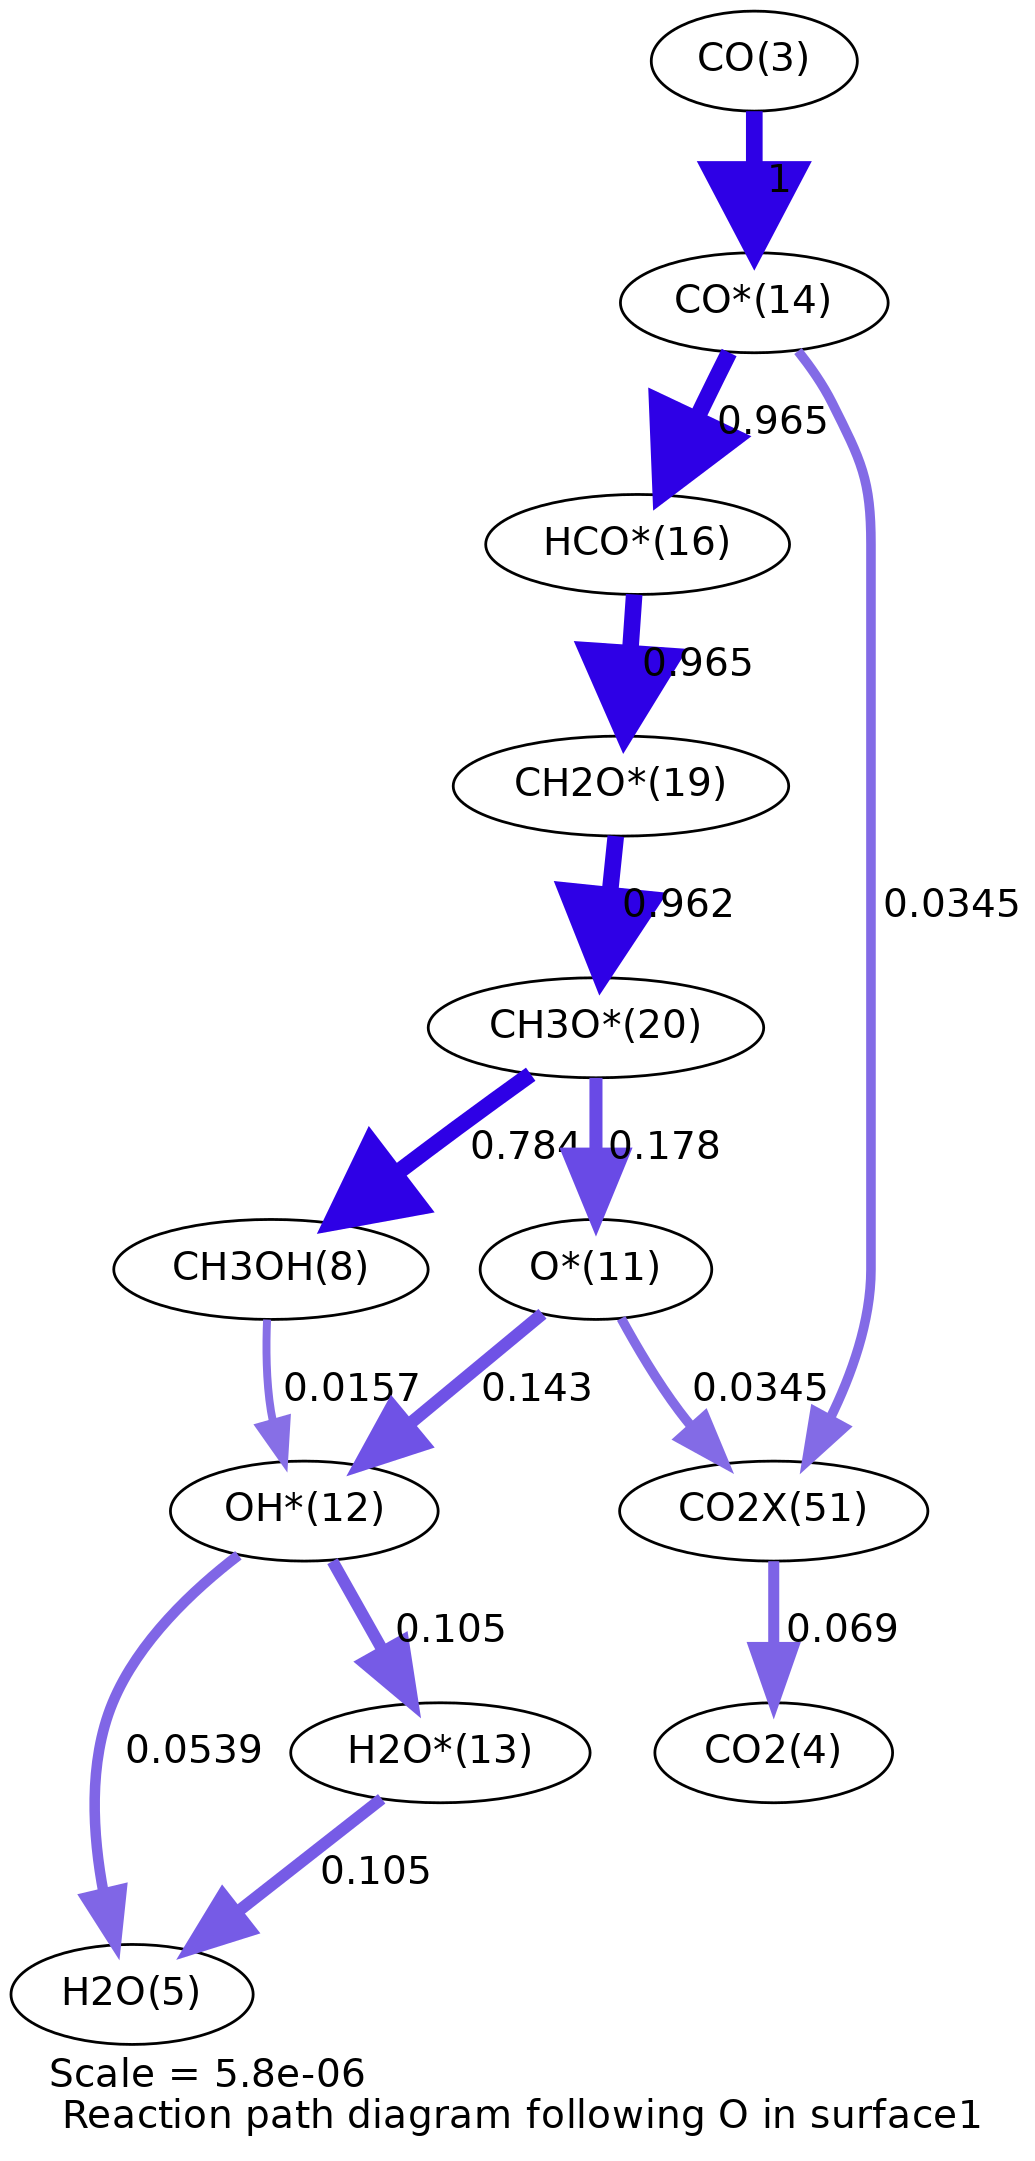 CO(3)
1
CO*(14)
0.965
HCO*(16)
0.965
CH2O*(19)
0.962
0.0345
CH3O*(20)
0.784
0.178
CH3OH(8)
O*(11)
0.0157
0.143
0.0345
OH*(12)
CO2X(51)
0.105
0.069
0.0539
H2O*(13)
CO2(4)
0.105
H2O(5)
Scale = 5.8e-06
Reaction path diagram following O in surface1